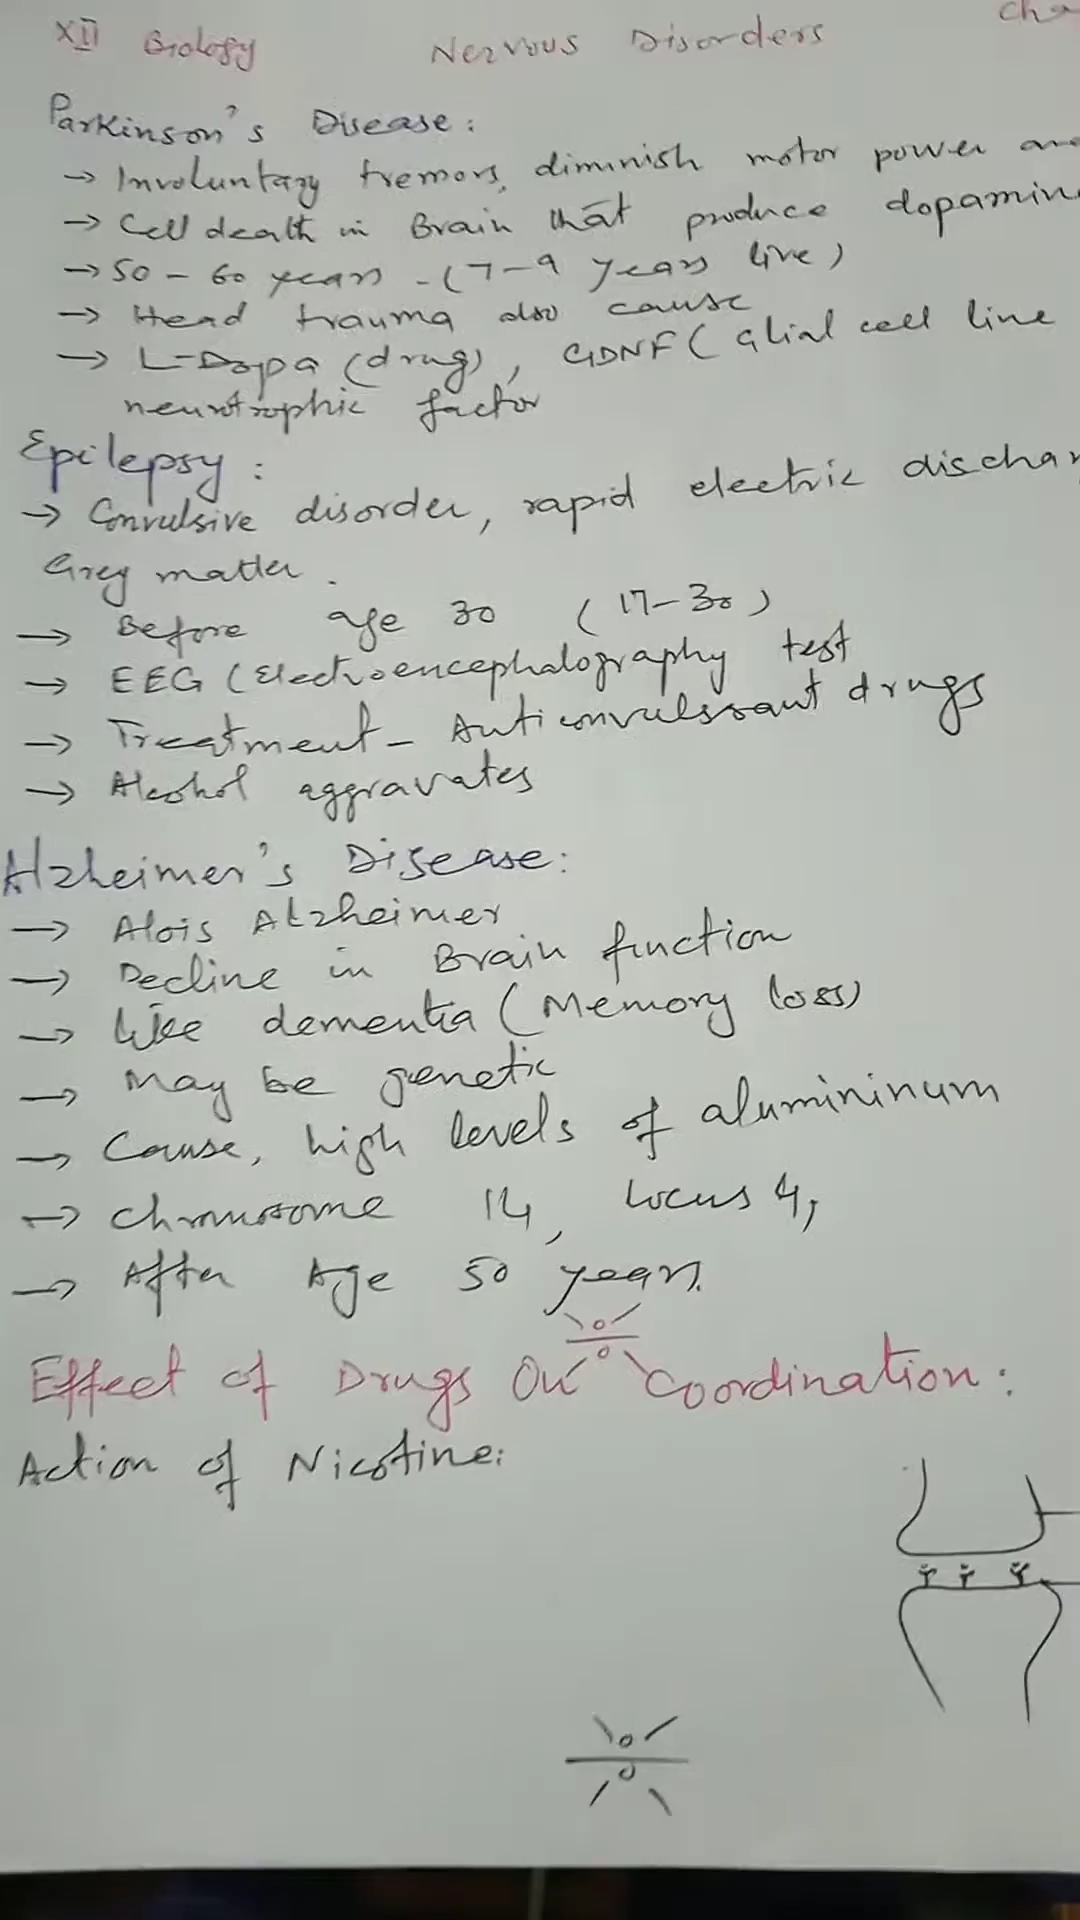 XII Biology Nervous Disorders Cha
Parkinson's Disease:
→ Involuntary tremors, diminish motor power an
→ Cell death in Brain that produce dopamin
→ 50 - 60 years - (7-9 years live)
→ Head trauma also cause
→ L-Dopa (drug), GDNF (Glial cell line
neurotrophic factor
Epilepsy:
→ Convulsive disorder, rapid electric dischar
Grey matter.
→ Before age 30 (17-30)
→ EEG (Electroencephalography test
→ Treatment - Anticonvulssant drugs
→ Alcohol aggravates
Alzheimer's Disease:
→ Alois Alzheimer
→ Decline in Brain function
→ Like dementia (Memory loss)
→ May be genetic
→ Cause, high levels of alumininum
→ Chromosome 14, Locus 4,
→ After Age 50 years.
Effect of Drugs On Coordination:
Action of Nicotine: